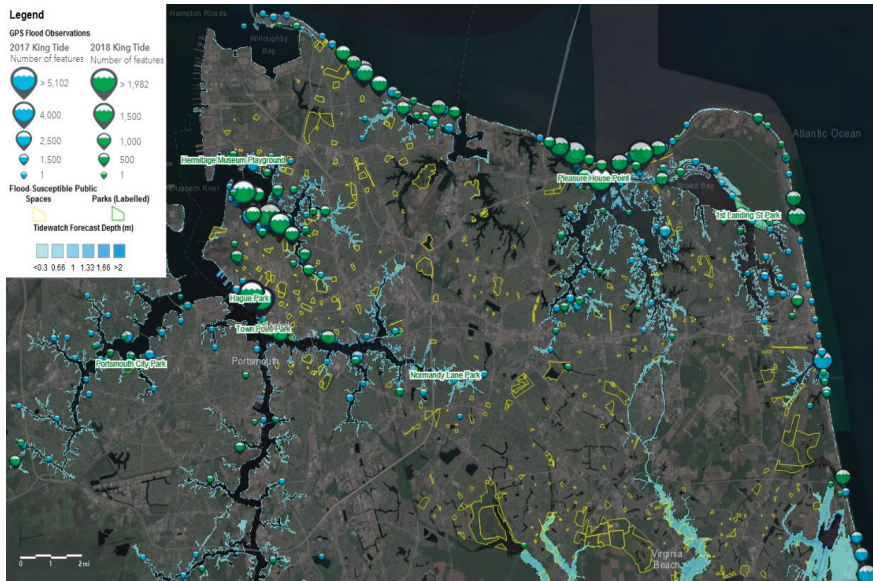 Legend
GPS Flood Observations
2017 King Tide
Number of features
> 5,102
4,000
2,500
1,500
1
2018 King Tide
Number of features
> 1,982
1,500
1,000
500
1
Flood-Susceptible Public
Spaces
Parks (Labelled)
Tidewatch Forecast Depth (m)
<0.3 0.66 1 1.33 1.66 >2
Hampton Roads
Willoughby
Bay
Atlantic Ocean
Hermitage Museum Playground
Elizabeth River
Pleasure House Point
Broad Bay
1st Landing St Park
Hague Park
Town Point Park
Portsmouth
Portsmouth City Park
Normandy Lane Park
Virginia
Beach
0 1 2 mi